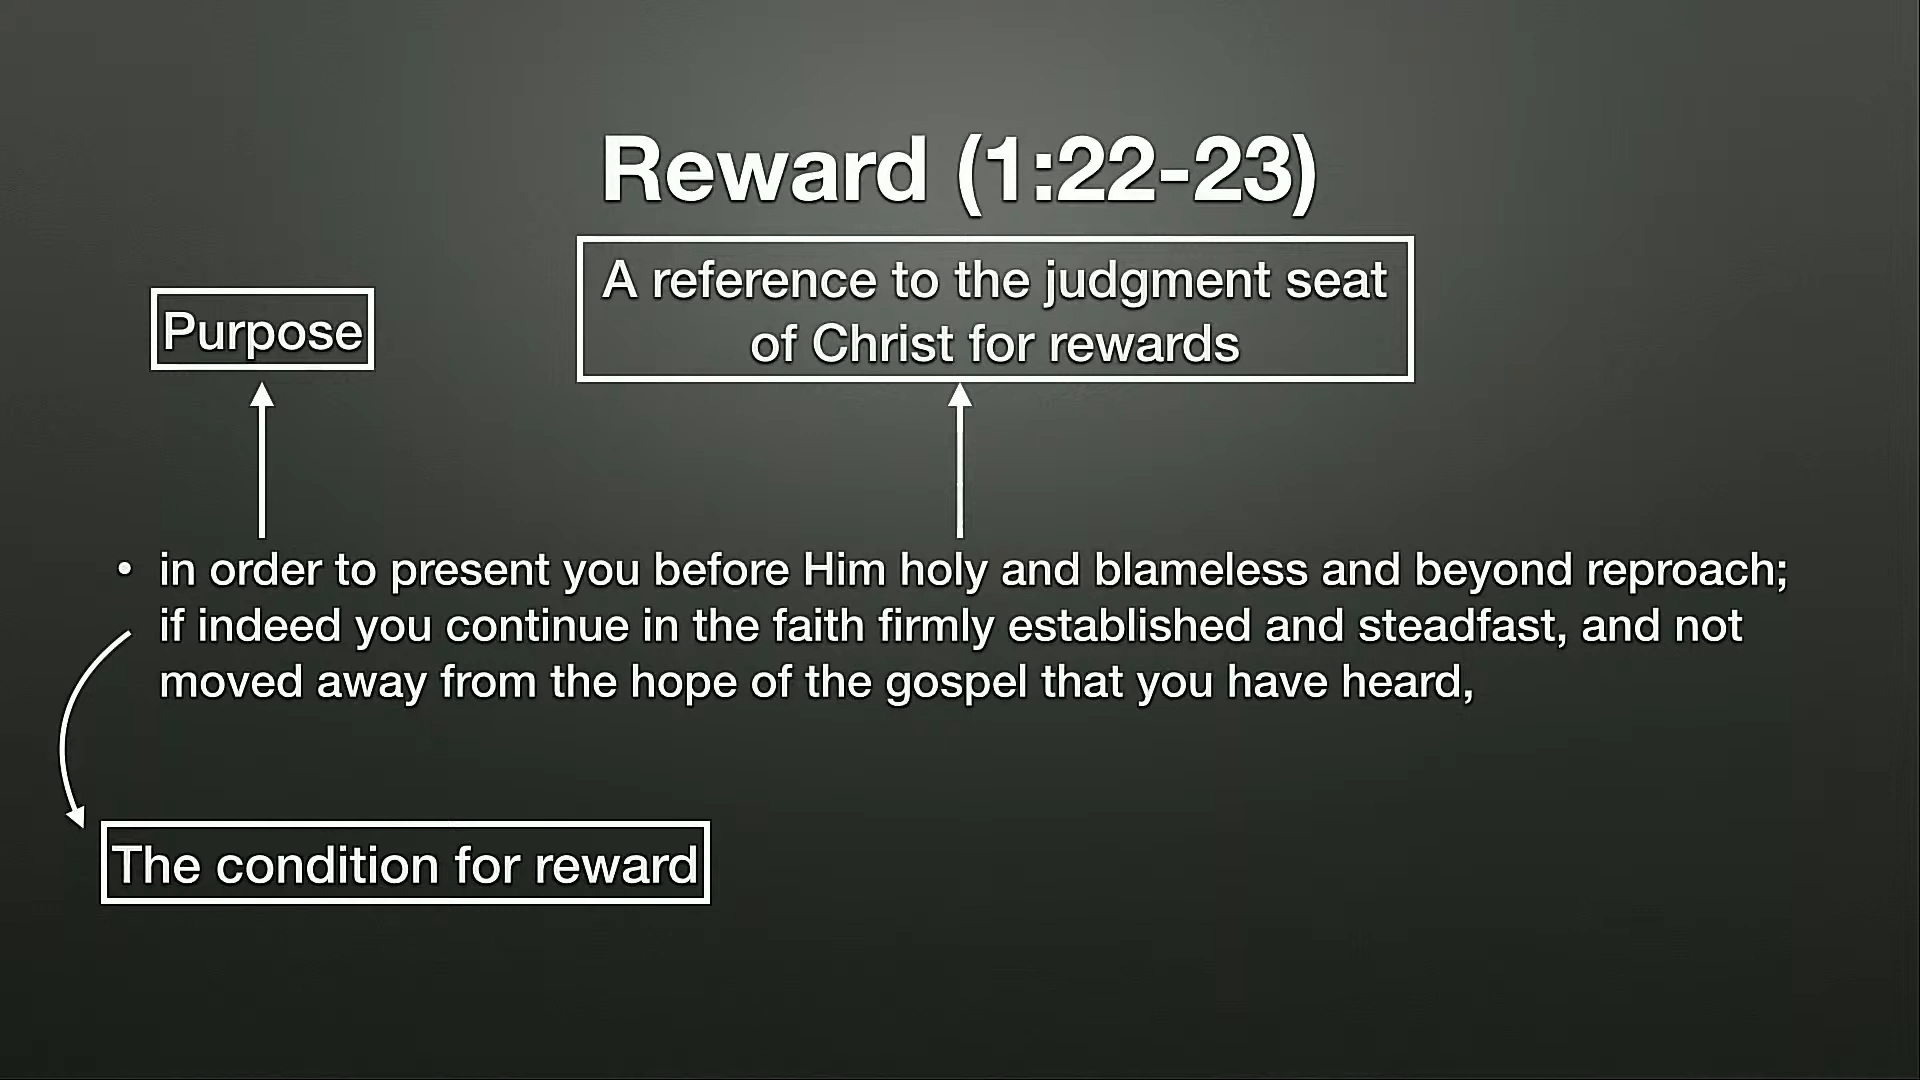 Reward (1:22-23)
A reference to the judgment seat
of Christ for rewards
Purpose
• in order to present you before Him holy and blameless and beyond reproach;
if indeed you continue in the faith firmly established and steadfast, and not
moved away from the hope of the gospel that you have heard,
The condition for reward